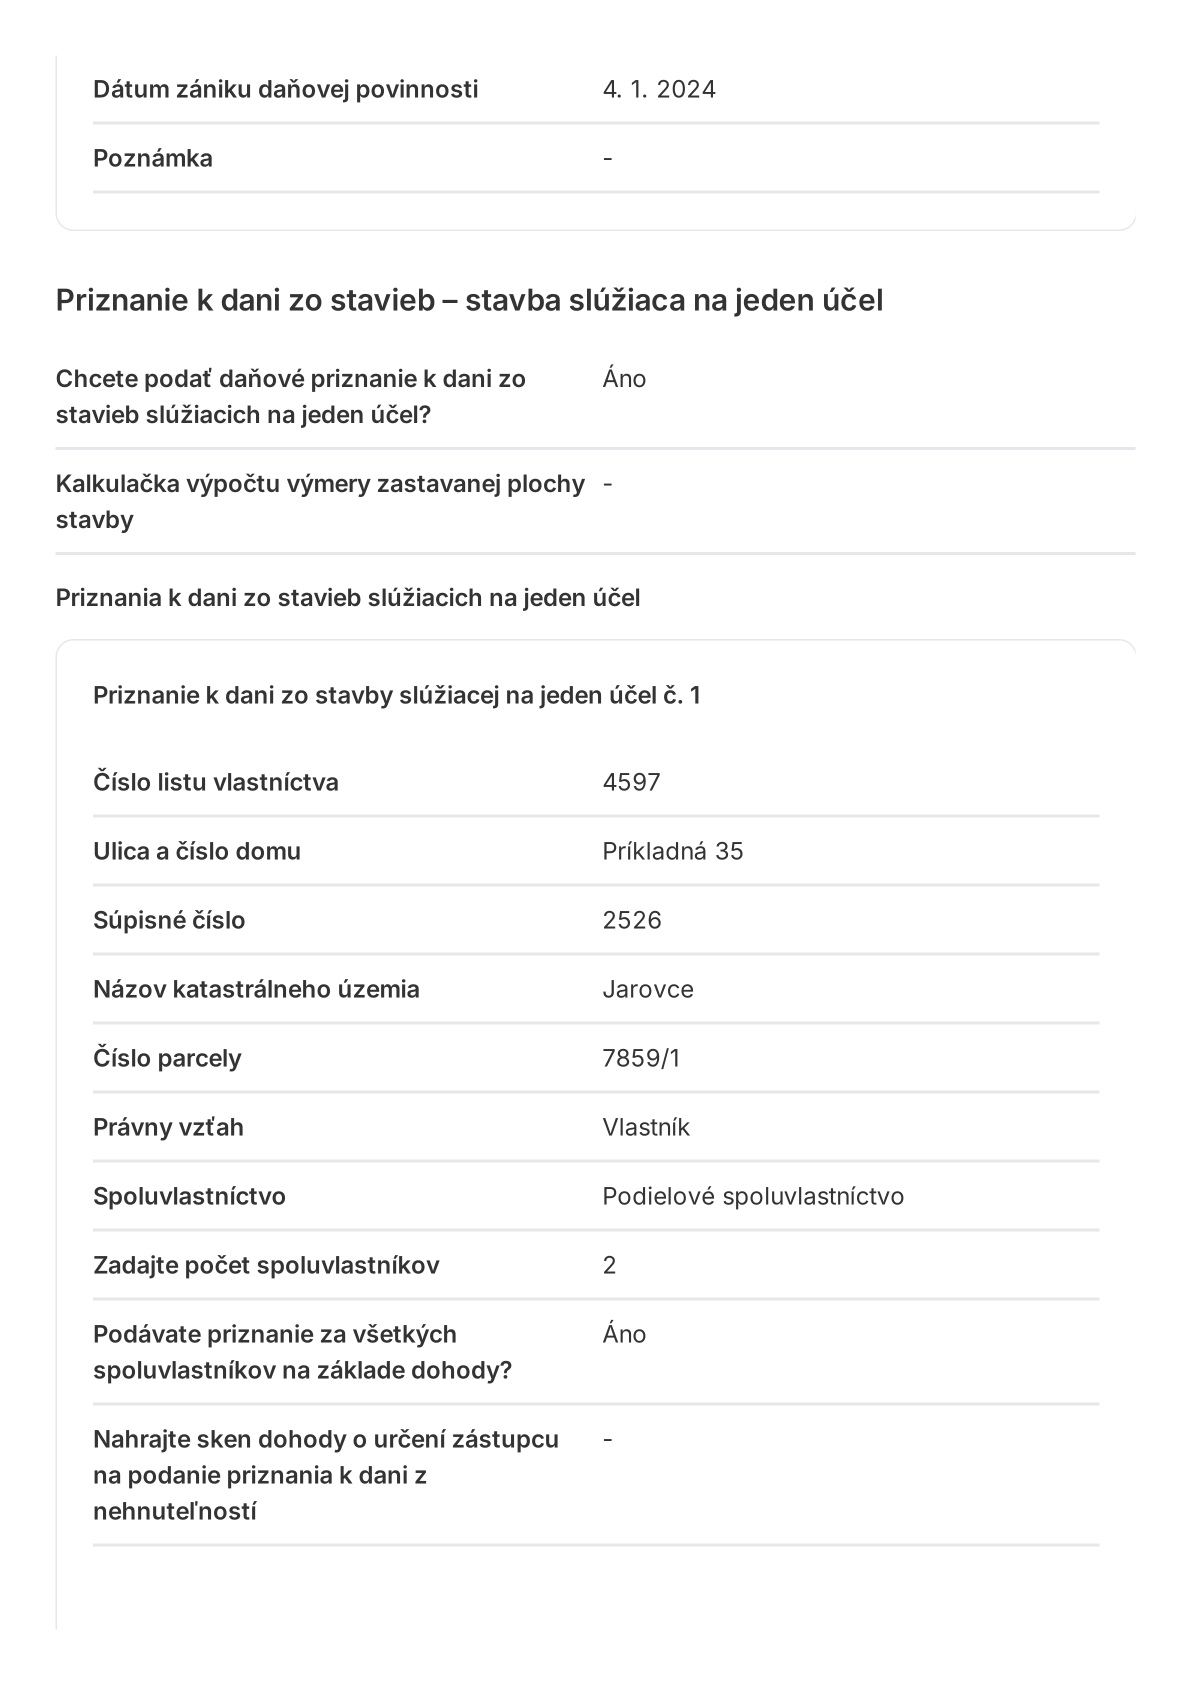 Dátum zániku daňovej povinnosti 4. 1. 2024
Poznámka -
Priznanie k dani zo stavieb – stavba slúžiaca na jeden účel
Chcete podať daňové priznanie k dani zo Áno
stavieb slúžiacich na jeden účel?
Kalkulačka výpočtu výmery zastavanej plochy -
stavby
Priznania k dani zo stavieb slúžiacich na jeden účel
Priznanie k dani zo stavby slúžiacej na jeden účel č. 1
Číslo listu vlastníctva 4597
Ulica a číslo domu Príkladná 35
Súpisné číslo 2526
Názov katastrálneho územia Jarovce
Číslo parcely 7859/1
Právny vzťah Vlastník
Spoluvlastníctvo Podielové spoluvlastníctvo
Zadajte počet spoluvlastníkov 2
Podávate priznanie za všetkých Áno
spoluvlastníkov na základe dohody?
Nahrajte sken dohody o určení zástupcu -
na podanie priznania k dani z
nehnuteľností